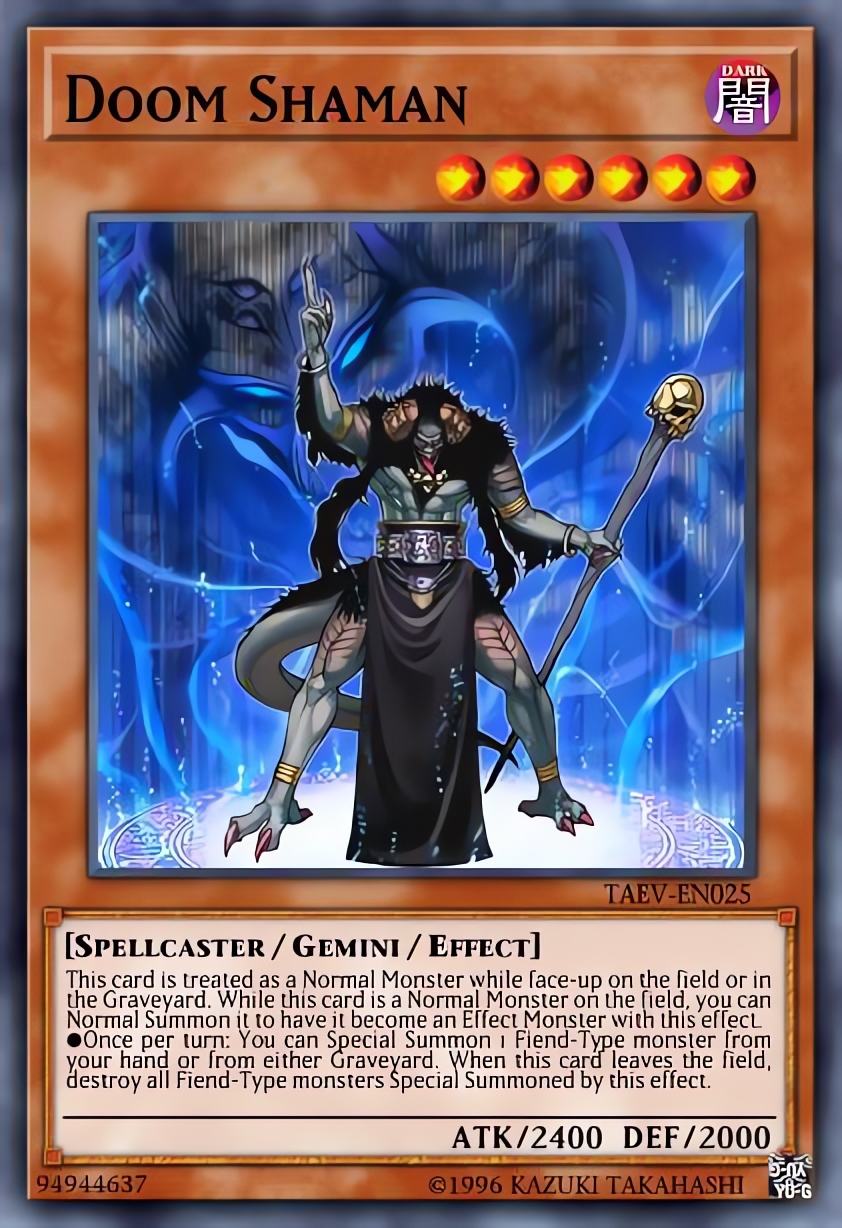 DOOM SHAMAN
DARK
闇
TAEV-EN025
[SPELLCASTER / GEMINI / EFFECT]
This card is treated as a Normal Monster while face-up on the field or in
the Graveyard. While this card is a Normal Monster on the field, you can
Normal Summon it to have it become an Effect Monster with this effect.
●Once per turn: You can Special Summon 1 Fiend-Type monster from
your hand or from either Graveyard. When this card leaves the field,
destroy all Fiend-Type monsters Special Summoned by this effect.
ATK/2400 DEF/2000
94944637
©1996 KAZUKI TAKAHASHI